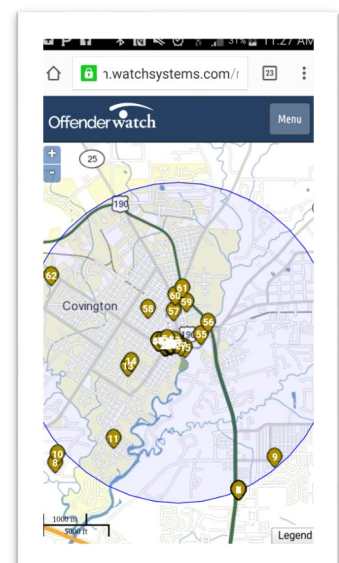 31% 11:27 AM
n.watchsystems.com/r
23
Offenderwatch
Menu
+
25
-
190
62
61
60
59
58
57
56
Covington
190
55
14
13
11
10
8
9
1000 m
5000 ft
Legend